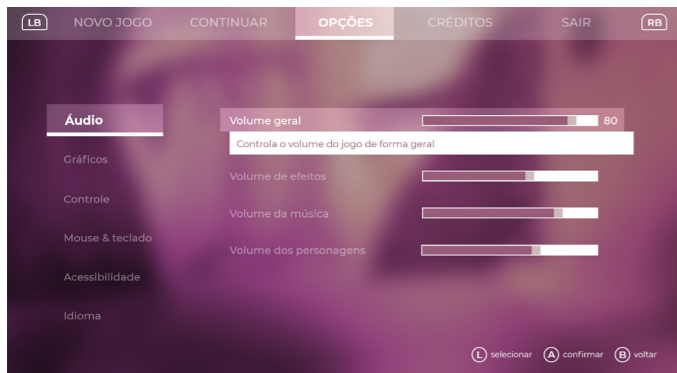 LB NOVO JOGO CONTINUAR OPÇÕES CRÉDITOS SAIR RB
Áudio
Volume geral 80
Controla o volume do jogo de forma geral
Gráficos
Volume de efeitos
Controle
Volume da música
Mouse & teclado
Volume dos personagens
Acessibilidade
Idioma
L selecionar A confirmar B voltar